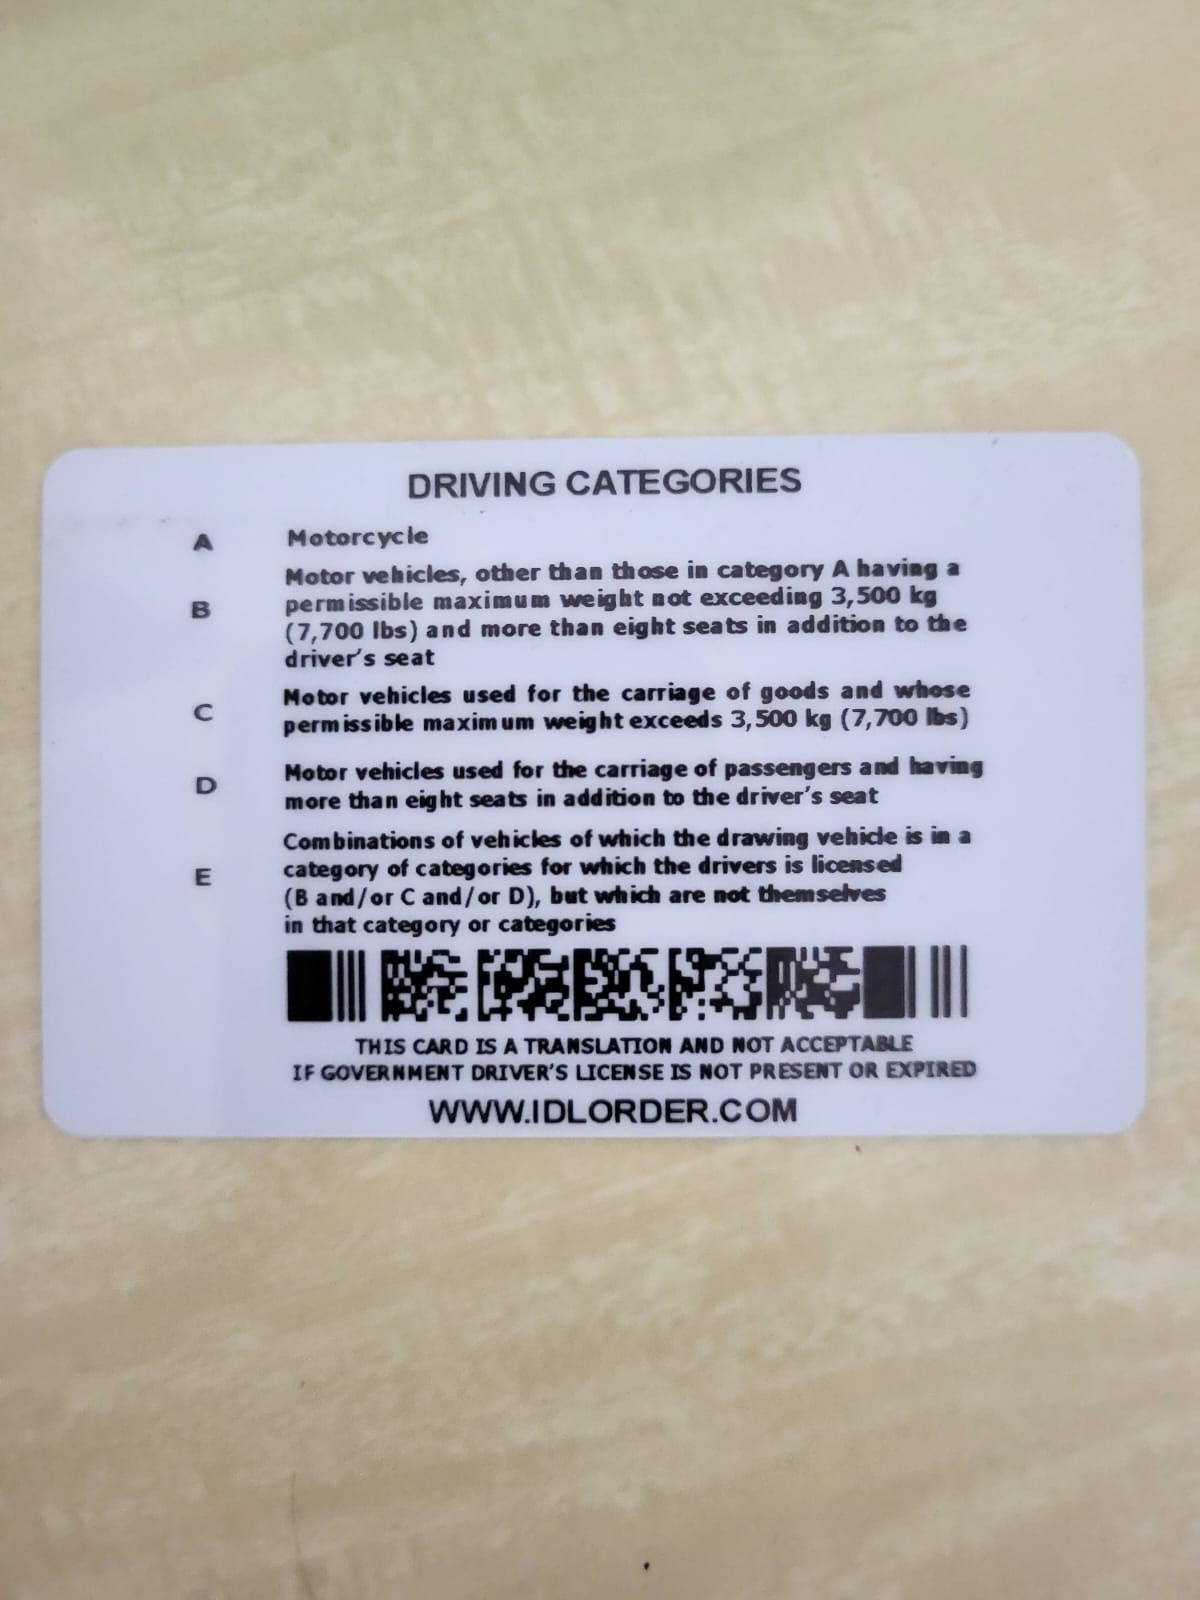 DRIVING CATEGORIES
A Motorcycle
B Motor vehicles, other than those in category A having a
permissible maximum weight not exceeding 3,500 kg
(7,700 lbs) and more than eight seats in addition to the
driver's seat
C Motor vehicles used for the carriage of goods and whose
permissible maximum weight exceeds 3,500 kg (7,700 lbs)
D Motor vehicles used for the carriage of passengers and having
more than eight seats in addition to the driver's seat
E Combinations of vehicles of which the drawing vehicle is in a
category of categories for which the drivers is licensed
(B and/or C and/or D), but which are not themselves
in that category or categories
THIS CARD IS A TRANSLATION AND NOT ACCEPTABLE
IF GOVERNMENT DRIVER'S LICENSE IS NOT PRESENT OR EXPIRED
WWW.IDLORDER.COM